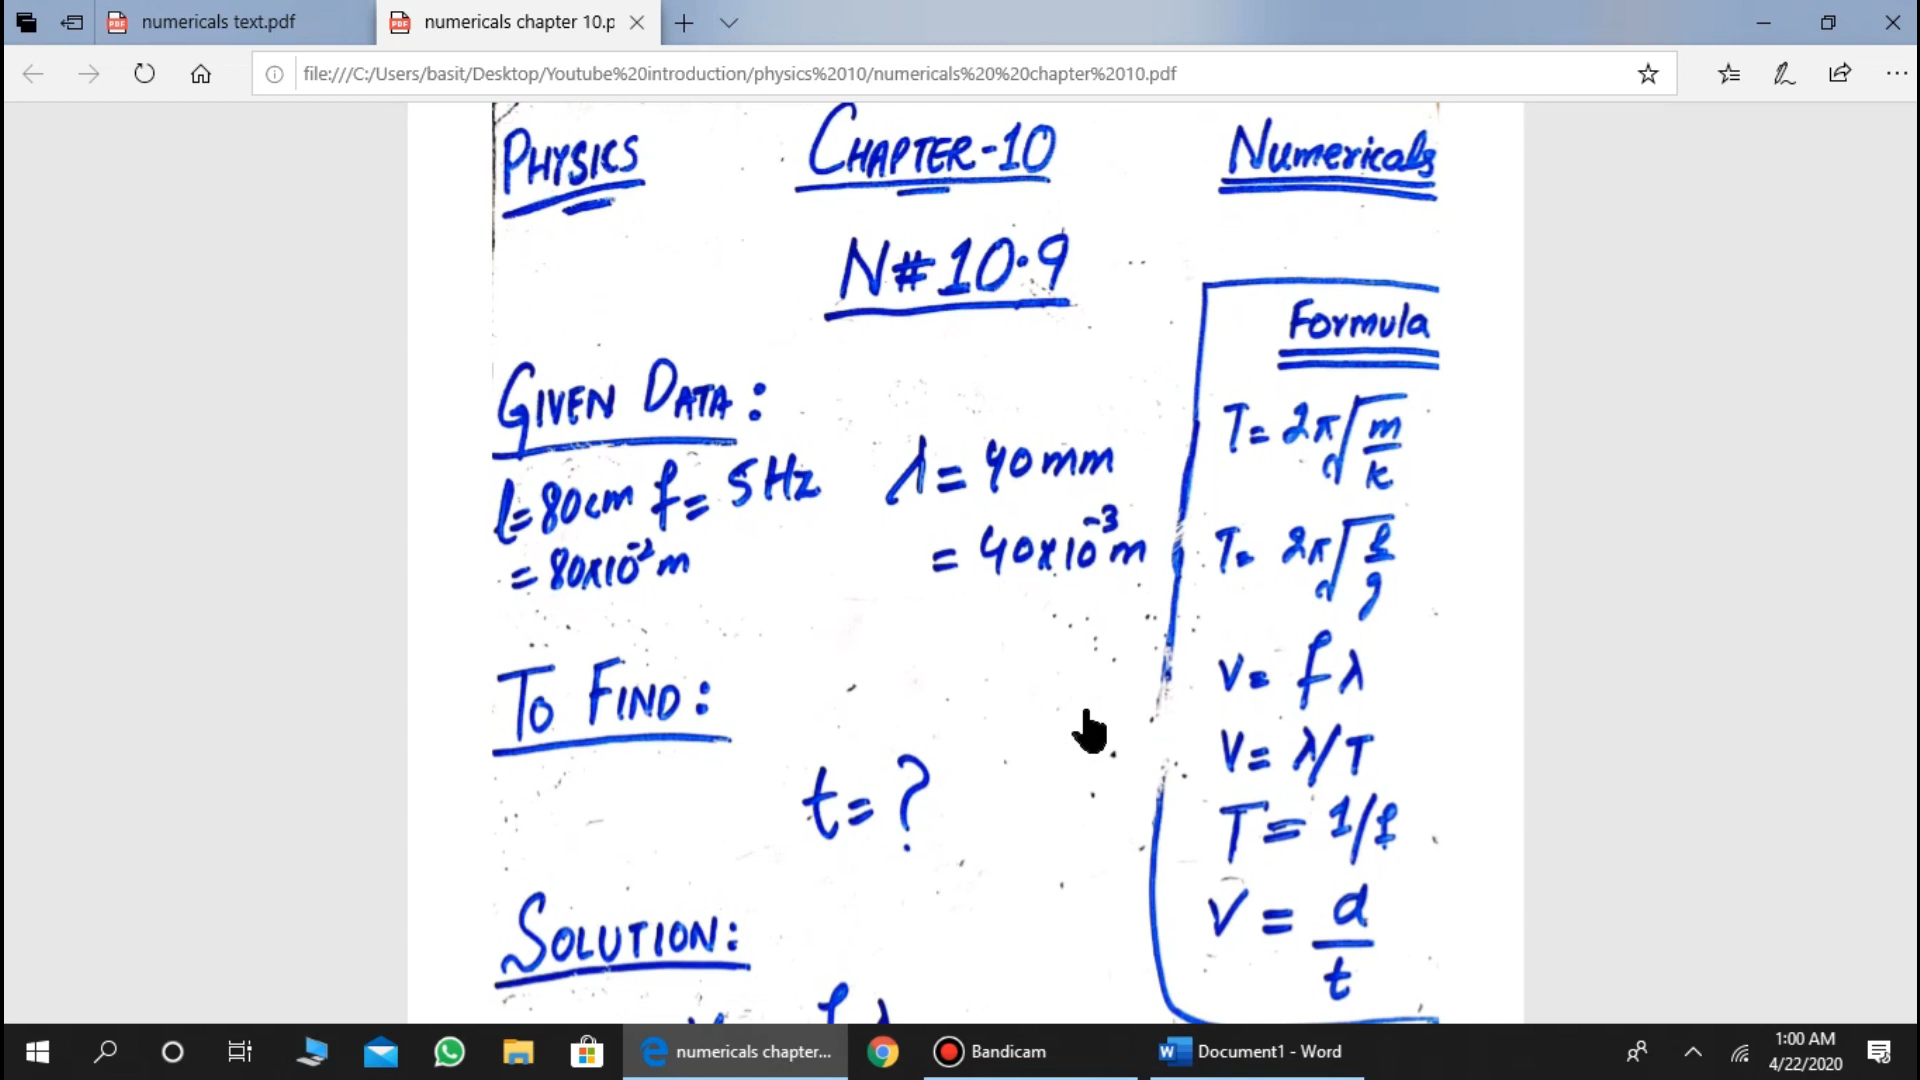 numericals text.pdf
numericals chapter 10.p
file:///C:/Users/basit/Desktop/Youtube%20introduction/physics%2010/numericals%20%20chapter%2010.pdf
PHYSICS CHAPTER-10 Numericals
N#10.9
GIVEN DATA:
l=80cm f= 5Hz λ=40mm
=80x10⁻²m =40x10⁻³m
TO FIND:
t=?
SOLUTION:
Formula
T=2π√m/k
T=2π√l/g
V=fλ
V=λ/T
T=1/f
V=d/t
numericals chapter...
Bandicam
Document1 - Word
1:00 AM
4/22/2020